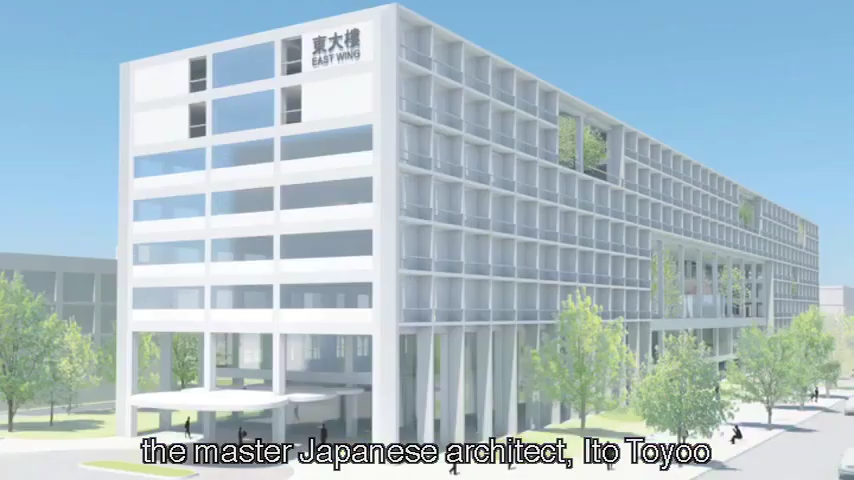 東大樓
EAST WING
the master Japanese architect, Ito Toyoo